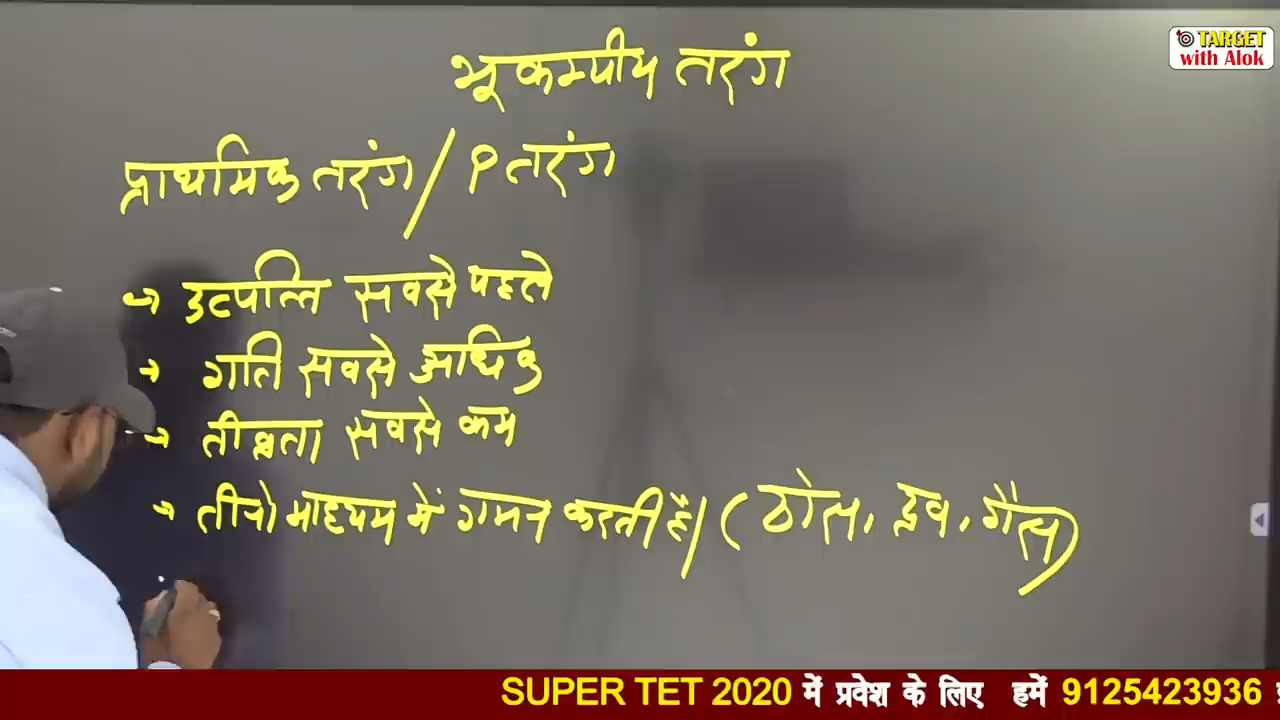 TARGET
with Alok
भूकम्पीय तरंग
प्राथमिक तरंग / P तरंग
→ उत्पत्ति सबसे पहले
→ गति सबसे अधिक
→ तीव्रता सबसे कम
→ तीनो माध्यम में गमन करती है। (ठोस, द्रव, गैस)
SUPER TET 2020 में प्रवेश के लिए हमें 9125423936